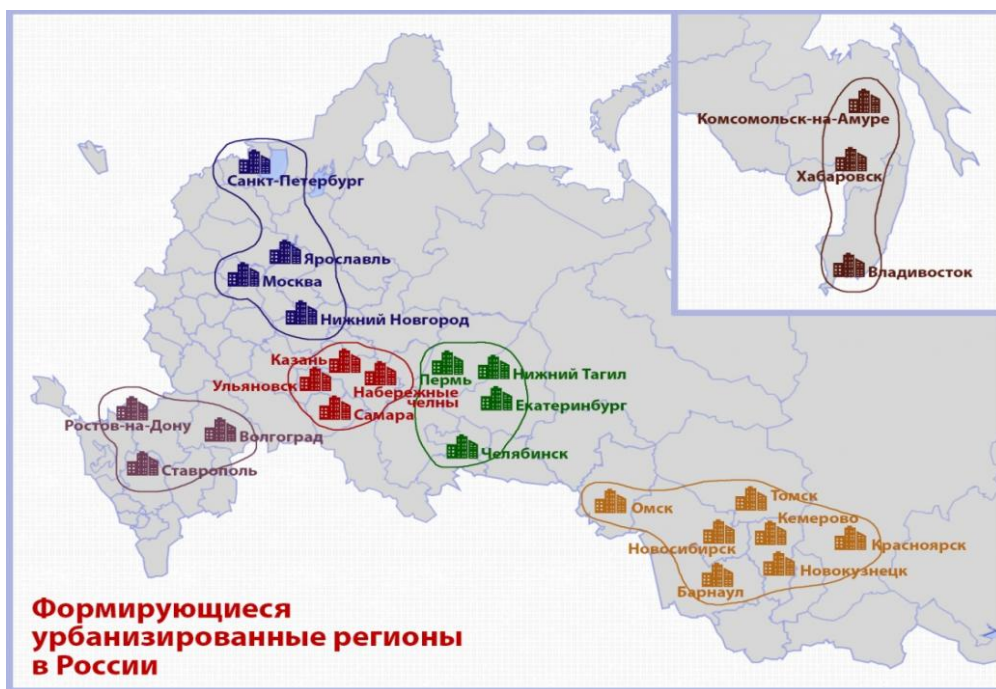 Комсомольск-на-Амуре
Хабаровск
Владивосток
Санкт-Петербург
Ярославль
Москва
Нижний Новгород
Казань
Ульяновск
Набережные
челны
Самара
Пермь
Нижний Тагил
Екатеринбург
Челябинск
Ростов-на-Дону
Волгоград
Ставрополь
Омск
Томск
Кемерово
Новосибирск
Красноярск
Новокузнецк
Барнаул
Формирующиеся
урбанизированные регионы
в России